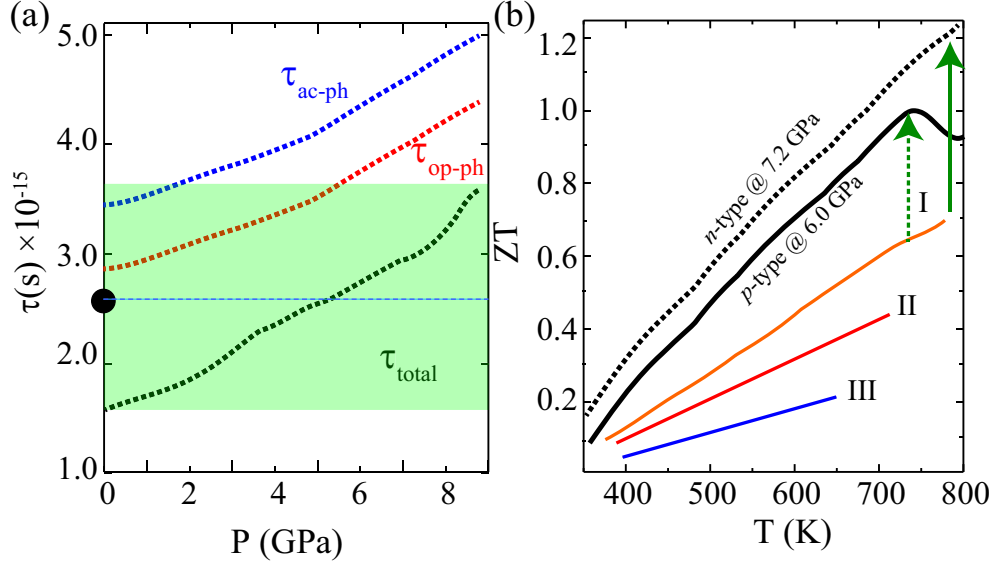 (a)
5.0
4.0
3.0
2.0
1.0
τ(s) ×10⁻¹⁵
τac-ph
τop-ph
τtotal
0 2 4 6 8
P (GPa)
(b)
1.2
1.0
0.8
0.6
0.4
0.2
ZT
n-type @ 7.2 GPa
p-type @ 6.0 GPa
I
II
III
400 500 600 700 800
T (K)